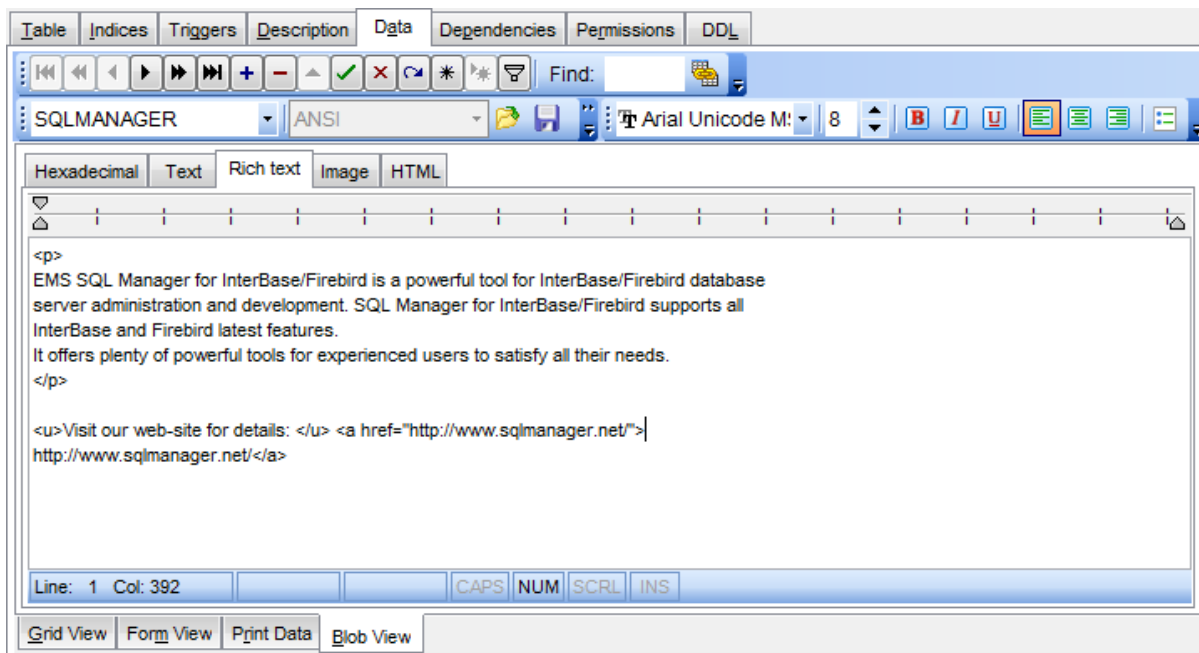 Table Indices Triggers Description Data Dependencies Permissions DDL
Find:
SQLMANAGER ANSI Arial Unicode M 8 B I U
Hexadecimal Text Rich text Image HTML
<p>
EMS SQL Manager for InterBase/Firebird is a powerful tool for InterBase/Firebird database
server administration and development. SQL Manager for InterBase/Firebird supports all
InterBase and Firebird latest features.
It offers plenty of powerful tools for experienced users to satisfy all their needs.
</p>
<u>Visit our web-site for details: </u> <a href="http://www.sqlmanager.net/">
http://www.sqlmanager.net/</a>
Line: 1 Col: 392 CAPS NUM SCRL INS
Grid View Form View Print Data Blob View